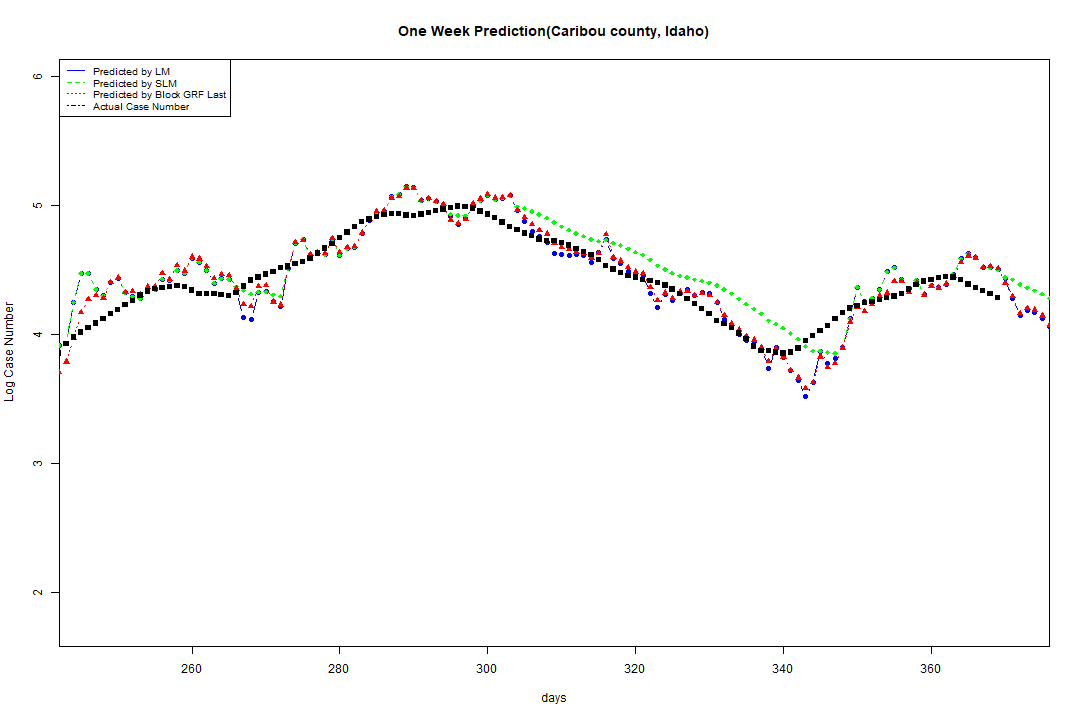 One Week Prediction(Caribou county, Idaho)
Predicted by LM
Predicted by SLM
Predicted by Block GRF Last
Actual Case Number
6
5
4
3
2
Log Case Number
260 280 300 320 340 360
days